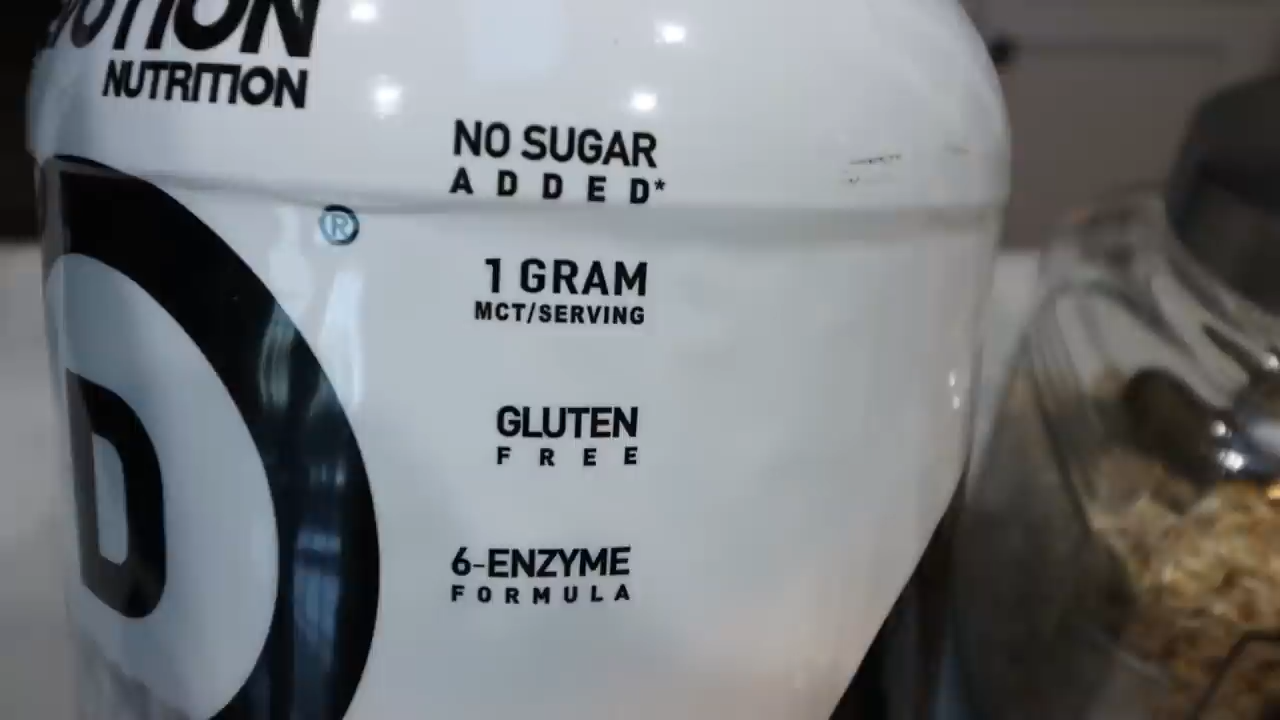 NUTRITION
NO SUGAR
ADDED*
®
1 GRAM
MCT/SERVING
GLUTEN
FREE
6-ENZYME
FORMULA
D